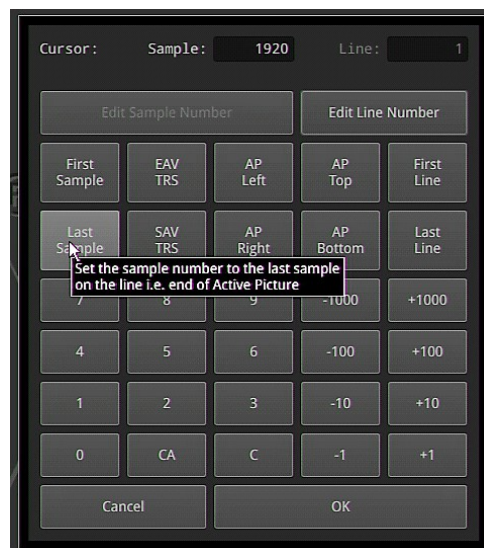 Cursor: Sample: 1920 Line: 1
Edit Sample Number Edit Line Number
First Sample EAV TRS AP Left AP Top First Line
Last Sample SAV TRS AP Right AP Bottom Last Line
Set the sample number to the last sample
on the line i.e. end of Active Picture
7 8 9 -1000 +1000
4 5 6 -100 +100
1 2 3 -10 +10
0 CA C -1 +1
Cancel OK